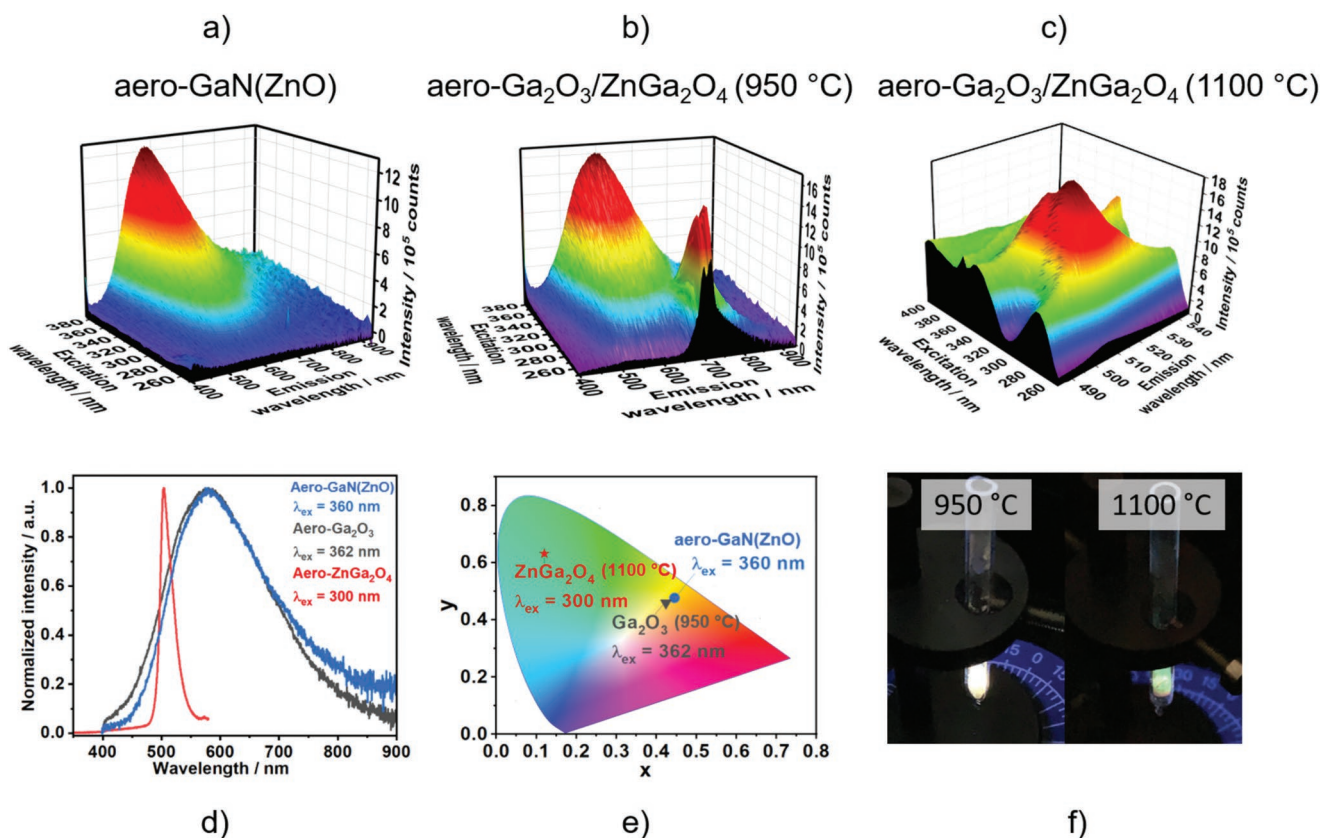 a)
b)
c)
aero-GaN(ZnO)
aero-Ga₂O₃/ZnGa₂O₄ (950 °C)
aero-Ga₂O₃/ZnGa₂O₄ (1100 °C)
12
10
8
6
4
2
0
Intensity / 10⁵ counts
380
360
340
320
300
280
260
Excitation
wavelength / nm
400
500
600
700
800
900
Emission
wavelength / nm
16
14
12
10
8
6
4
2
0
Intensity / 10⁵ counts
380
360
340
320
300
280
260
Excitation
wavelength / nm
400
500
600
700
800
900
Emission
wavelength / nm
18
16
14
12
10
8
6
4
2
0
Intensity / 10⁵ counts
400
380
360
340
320
300
280
260
Excitation
wavelength / nm
490
500
510
520
530
540
Emission
wavelength / nm
1.0
0.8
0.6
0.4
0.2
0.0
Normalized intensity / a.u.
Aero-GaN(ZnO)
λex = 360 nm
Aero-Ga₂O₃
λex = 362 nm
Aero-ZnGa₂O₄
λex = 300 nm
400 500 600 700 800 900
Wavelength / nm
0.8
0.6
0.4
0.2
0.0
y
aero-GaN(ZnO)
λex = 360 nm
ZnGa₂O₄ (1100 °C)
λex = 300 nm
Ga₂O₃ (950 °C)
λex = 362 nm
0.0 0.1 0.2 0.3 0.4 0.5 0.6 0.7 0.8
x
950 °C
1100 °C
d)
e)
f)